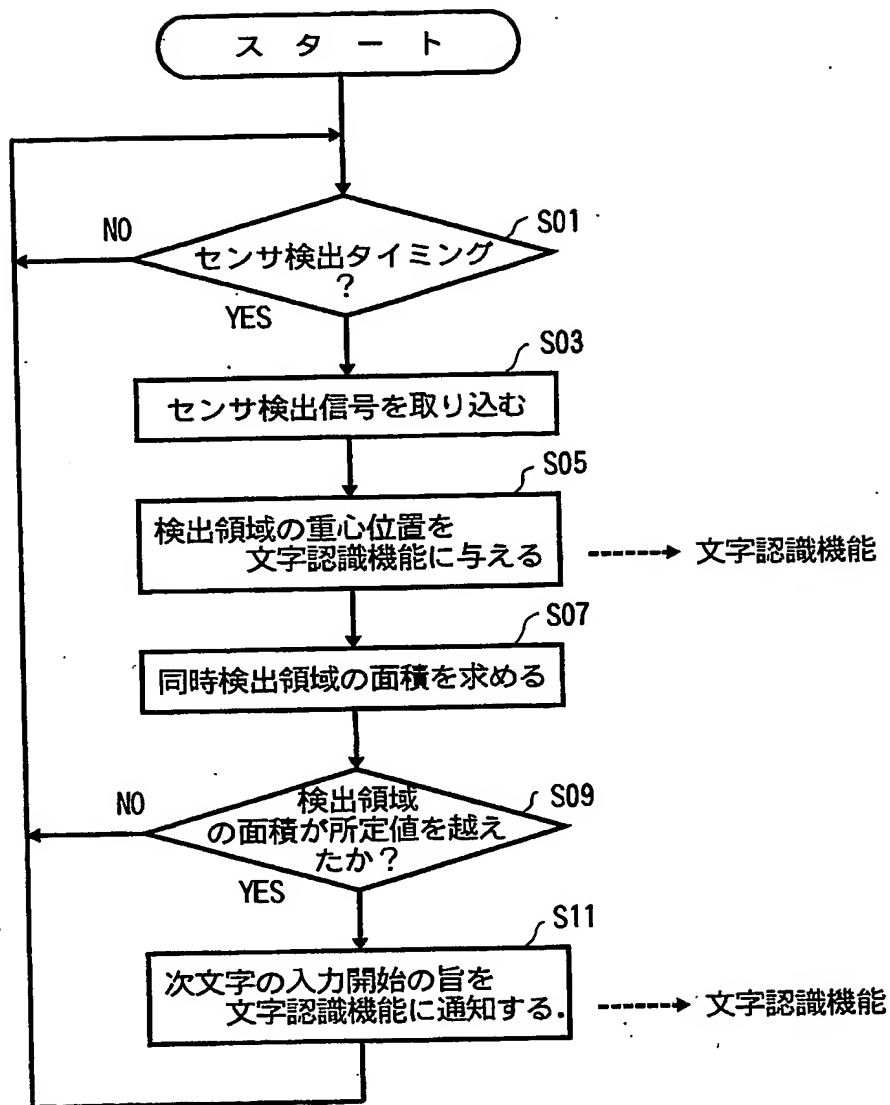 スタート
S01
NO
センサ検出タイミング
?
YES
S03
センサ検出信号を取り込む
S05
検出領域の重心位置を
文字認識機能に与える
文字認識機能
S07
同時検出領域の面積を求める
S09
NO
検出領域
の面積が所定値を越え
たか?
YES
S11
次文字の入力開始の旨を
文字認識機能に通知する.
文字認識機能